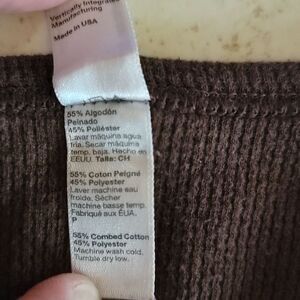 Vertically Integrated
Manufacturing
Made in USA
55% Algodón
Peinado
45% Poliéster
Lavar máquina agua
fria. Secar máquina
temp. baja. Hecho en
EEUU. Talla: CH
55% Coton Peigné
45% Polyester
Laver machine eau
froide. Sècher
machine basse temp.
Fabriqué aux ÉUA.
P
55% Combed Cotton
45% Polyester
Machine wash cold.
Tumble dry low.